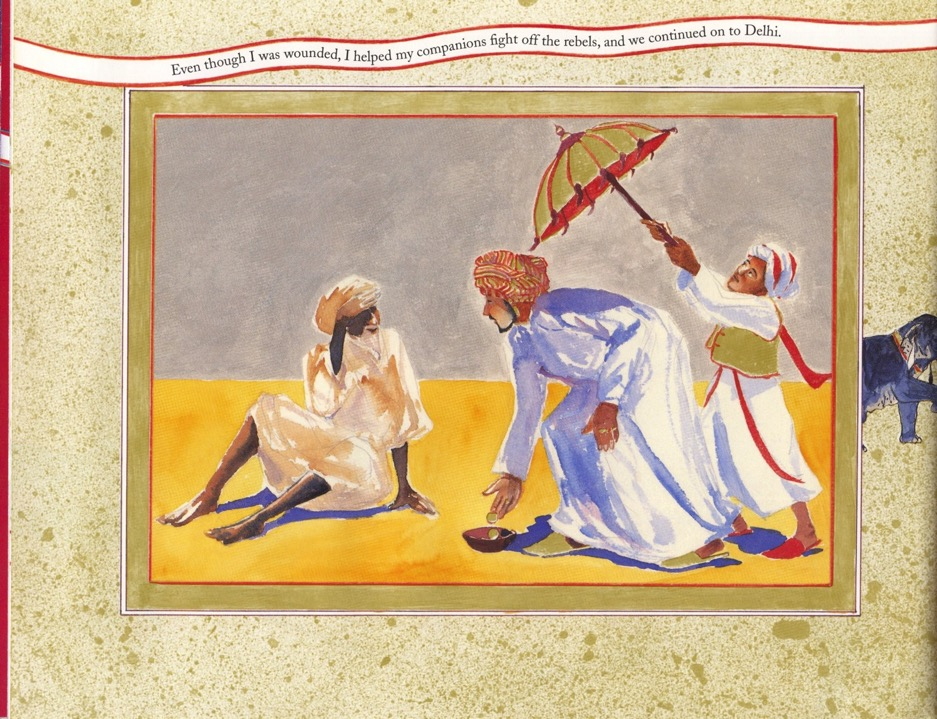 Even though I was wounded, I helped my companions fight off the rebels, and we continued on to Delhi.